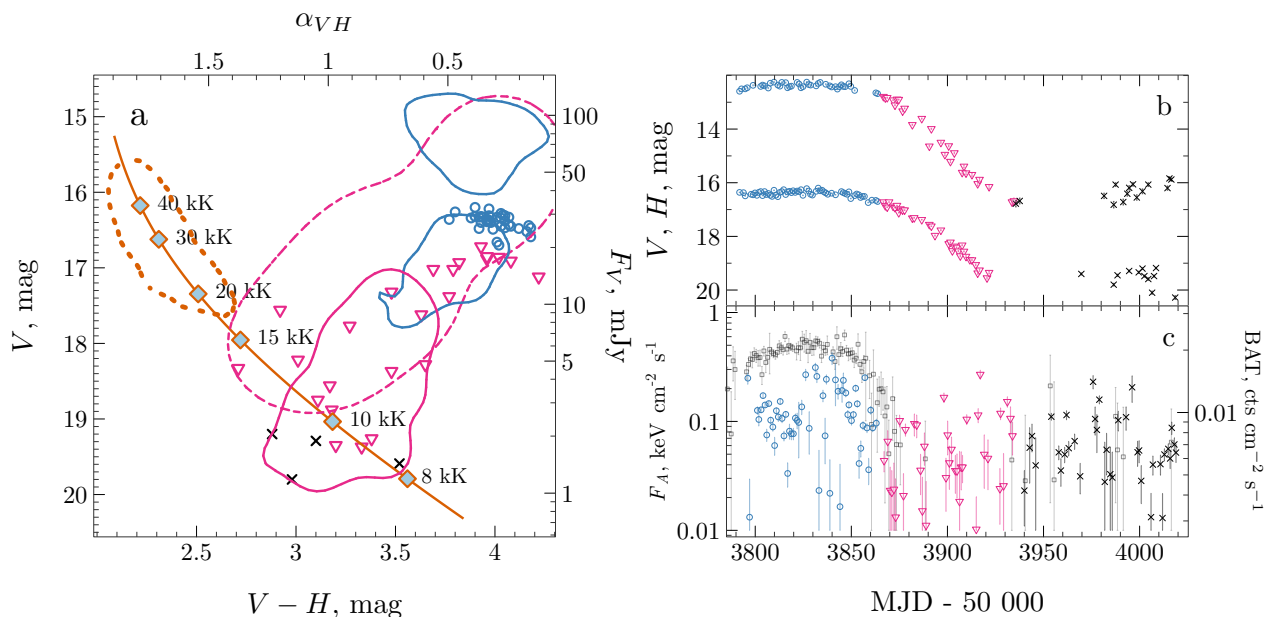 α_VH
1.5 1 0.5
a
15
16
17
18
19
20
V, mag
40 kK
30 kK
20 kK
15 kK
10 kK
8 kK
100
50
10
5
1
F_V, mJy
2.5 3 3.5 4
V − H, mag
b
14
16
18
20
V, H, mag
c
1
0.1
0.01
F_A, keV cm⁻² s⁻¹
0.01
BAT, cts cm⁻² s⁻¹
3800 3850 3900 3950 4000
MJD - 50 000